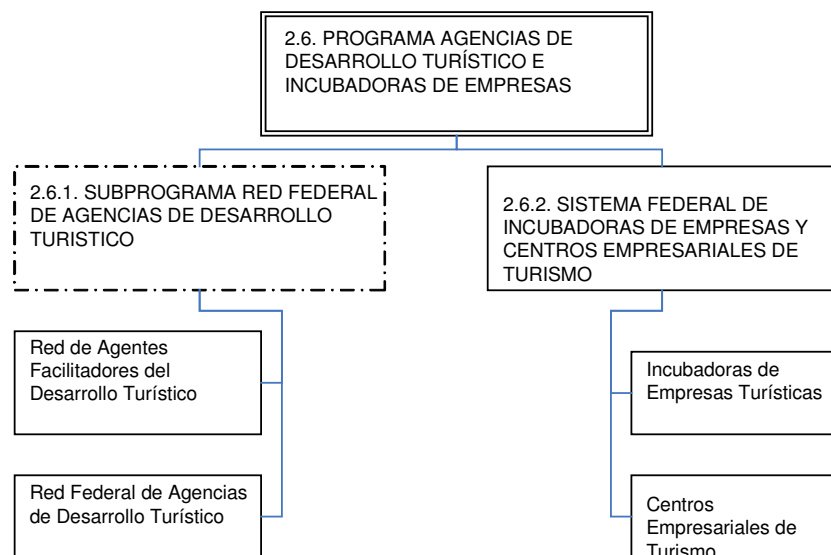 2.6. PROGRAMA AGENCIAS DE
DESARROLLO TURÍSTICO E
INCUBADORAS DE EMPRESAS
2.6.1. SUBPROGRAMA RED FEDERAL
DE AGENCIAS DE DESARROLLO
TURISTICO
2.6.2. SISTEMA FEDERAL DE
INCUBADORAS DE EMPRESAS Y
CENTROS EMPRESARIALES DE
TURISMO
Red de Agentes
Facilitadores del
Desarrollo Turístico
Incubadoras de
Empresas Turísticas
Red Federal de Agencias
de Desarrollo Turístico
Centros
Empresariales de
Turismo